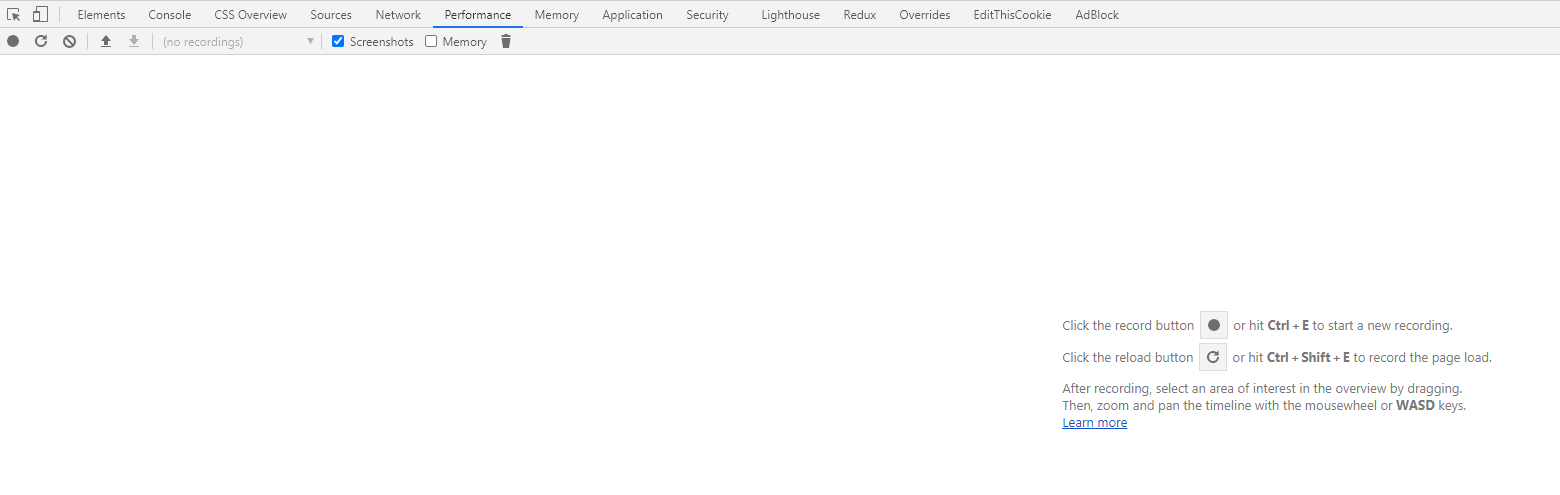 Elements Console CSS Overview Sources Network Performance Memory Application Security Lighthouse Redux Overrides EditThisCookie AdBlock
(no recordings) Screenshots Memory
Click the record button or hit Ctrl + E to start a new recording.
Click the reload button or hit Ctrl + Shift + E to record the page load.
After recording, select an area of interest in the overview by dragging.
Then, zoom and pan the timeline with the mousewheel or WASD keys.
Learn more